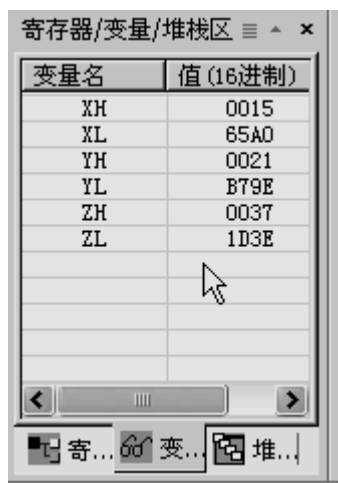 寄存器/变量/堆栈区
变量名 值(16进制)
XH 0015
XL 65A0
YH 0021
YL B79E
ZH 0037
ZL 1D3E
寄... 变... 堆...